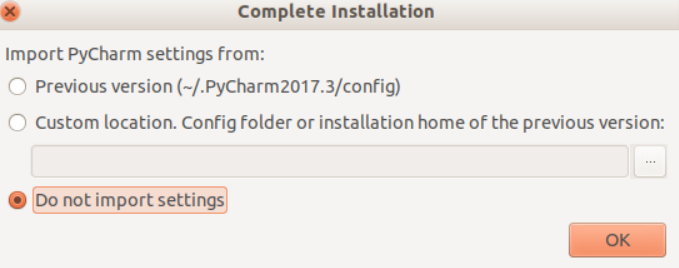 Complete Installation
Import PyCharm settings from:
Previous version (~/.PyCharm2017.3/config)
Custom location. Config folder or installation home of the previous version:
...
Do not import settings
OK